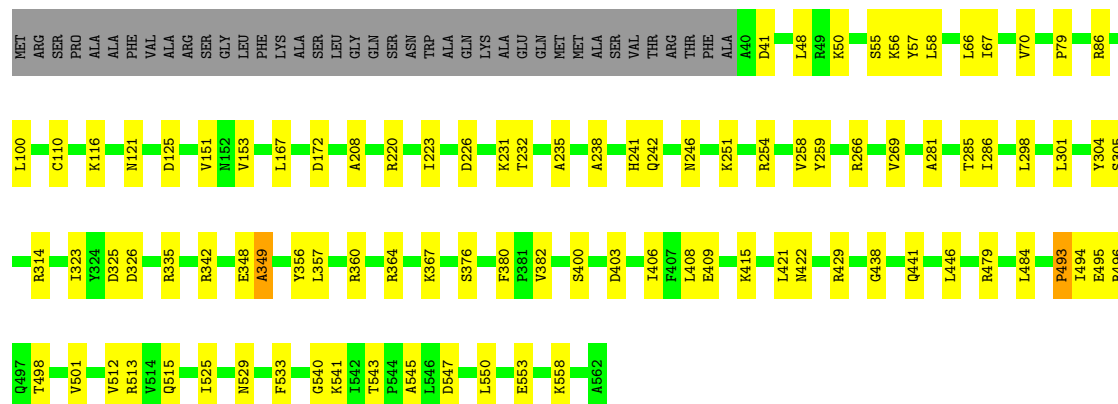 MET ARG SER PRO ALA ALA PHE VAL ALA ARG SER GLY LEU PHE LYS ALA SER LEU GLY GLN SER ASN TRP ALA GLN LYS ALA GLU GLN MET MET ALA SER VAL THR ARG THR PHE ALA A40 D41 L48 R49 K50 S55 K56 Y57 L58 L66 I67 V70 P79 R86
L100 C110 K116 N121 D125 V151 N152 V153 L167 D172 A208 R220 I223 D226 K231 T232 A235 A238 H241 Q242 N246 K251 R254 V258 Y259 R266 V269 A281 T285 I286 L298 L301 Y304 S305
R314 I323 Y324 D325 D326 R335 R342 E348 A349 Y356 L357 R360 R364 K367 S376 F380 P381 V382 S400 D403 I406 F407 L408 E409 K415 L421 N422 R429 G438 Q441 L446 R479 L484 P493 I494 E495
Q497 T498 V501 V512 R513 V514 Q515 I525 N529 F533 G540 K541 I542 T543 P544 A545 L546 D547 L550 E553 K558 A562